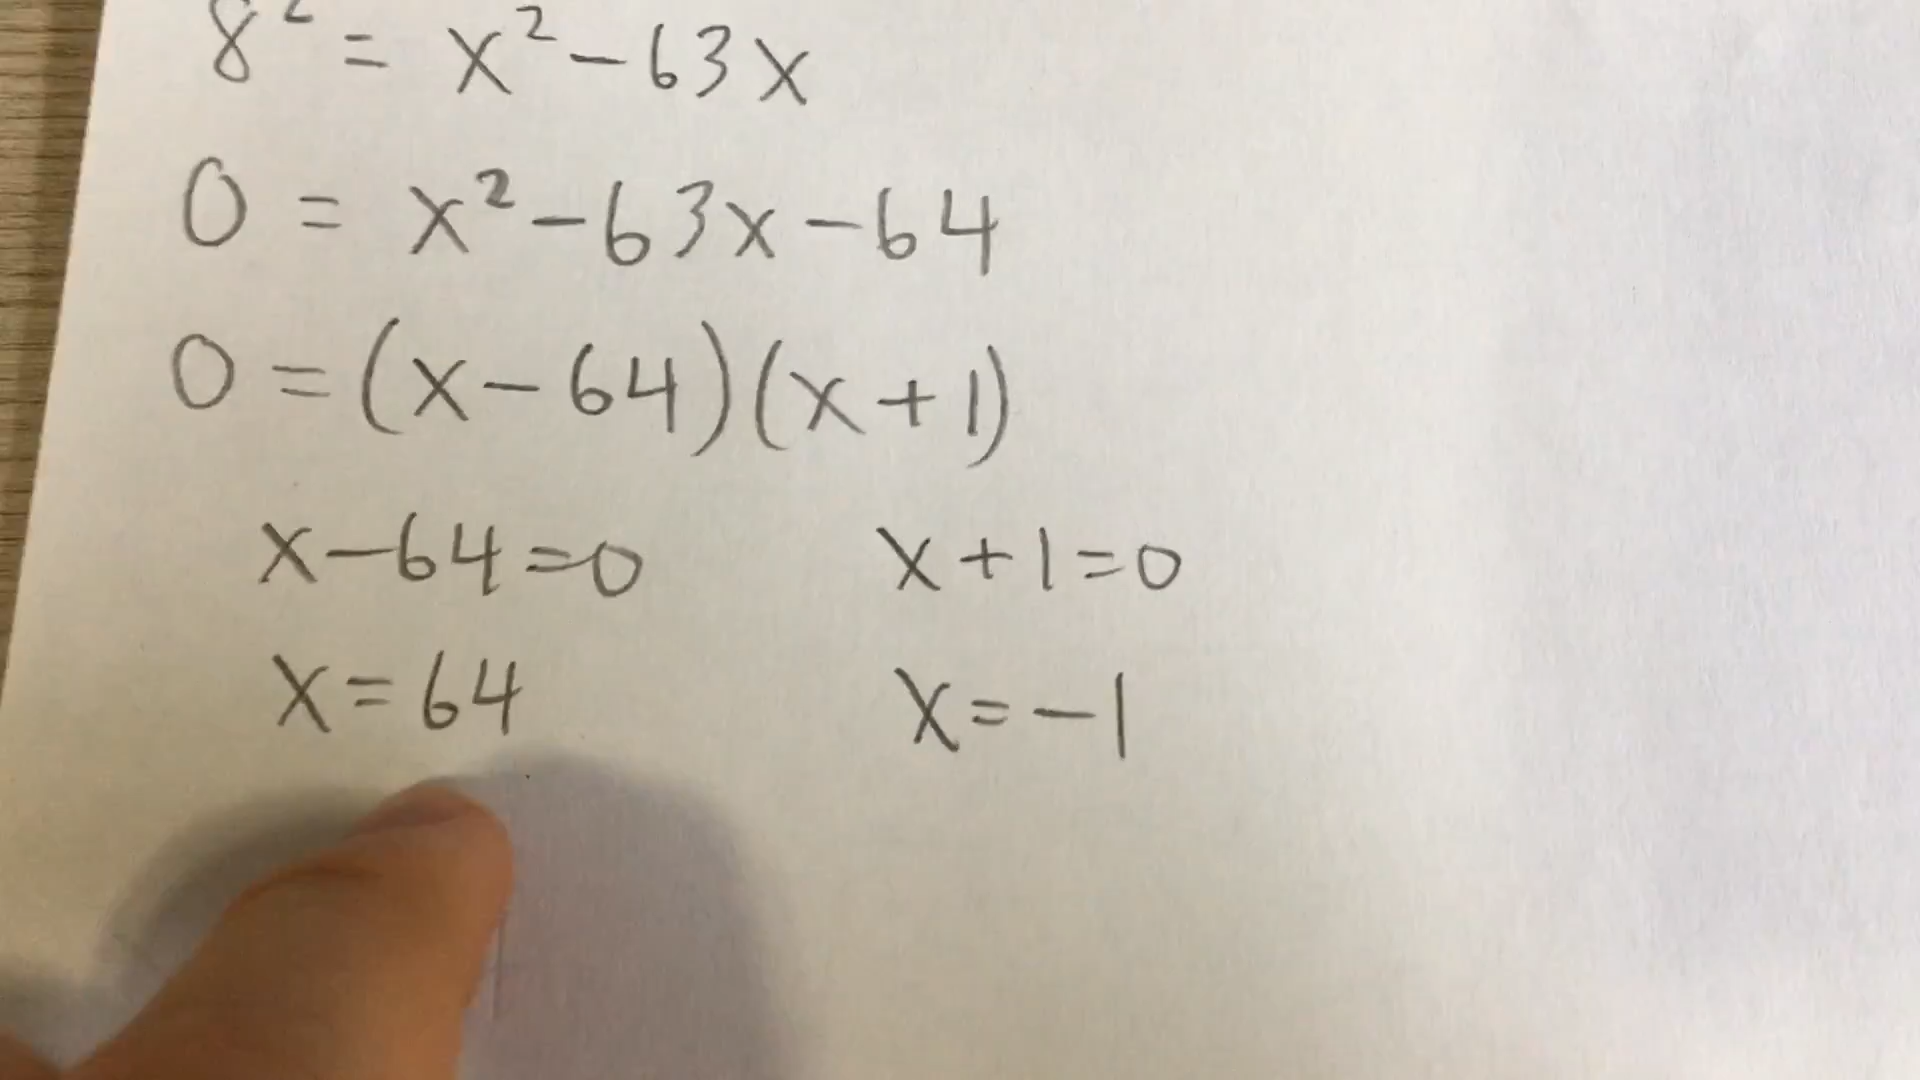 8² = x² - 63x
0 = x² - 63x - 64
0 = (x - 64)(x + 1)
x - 64 = 0 x + 1 = 0
x = 64 x = -1